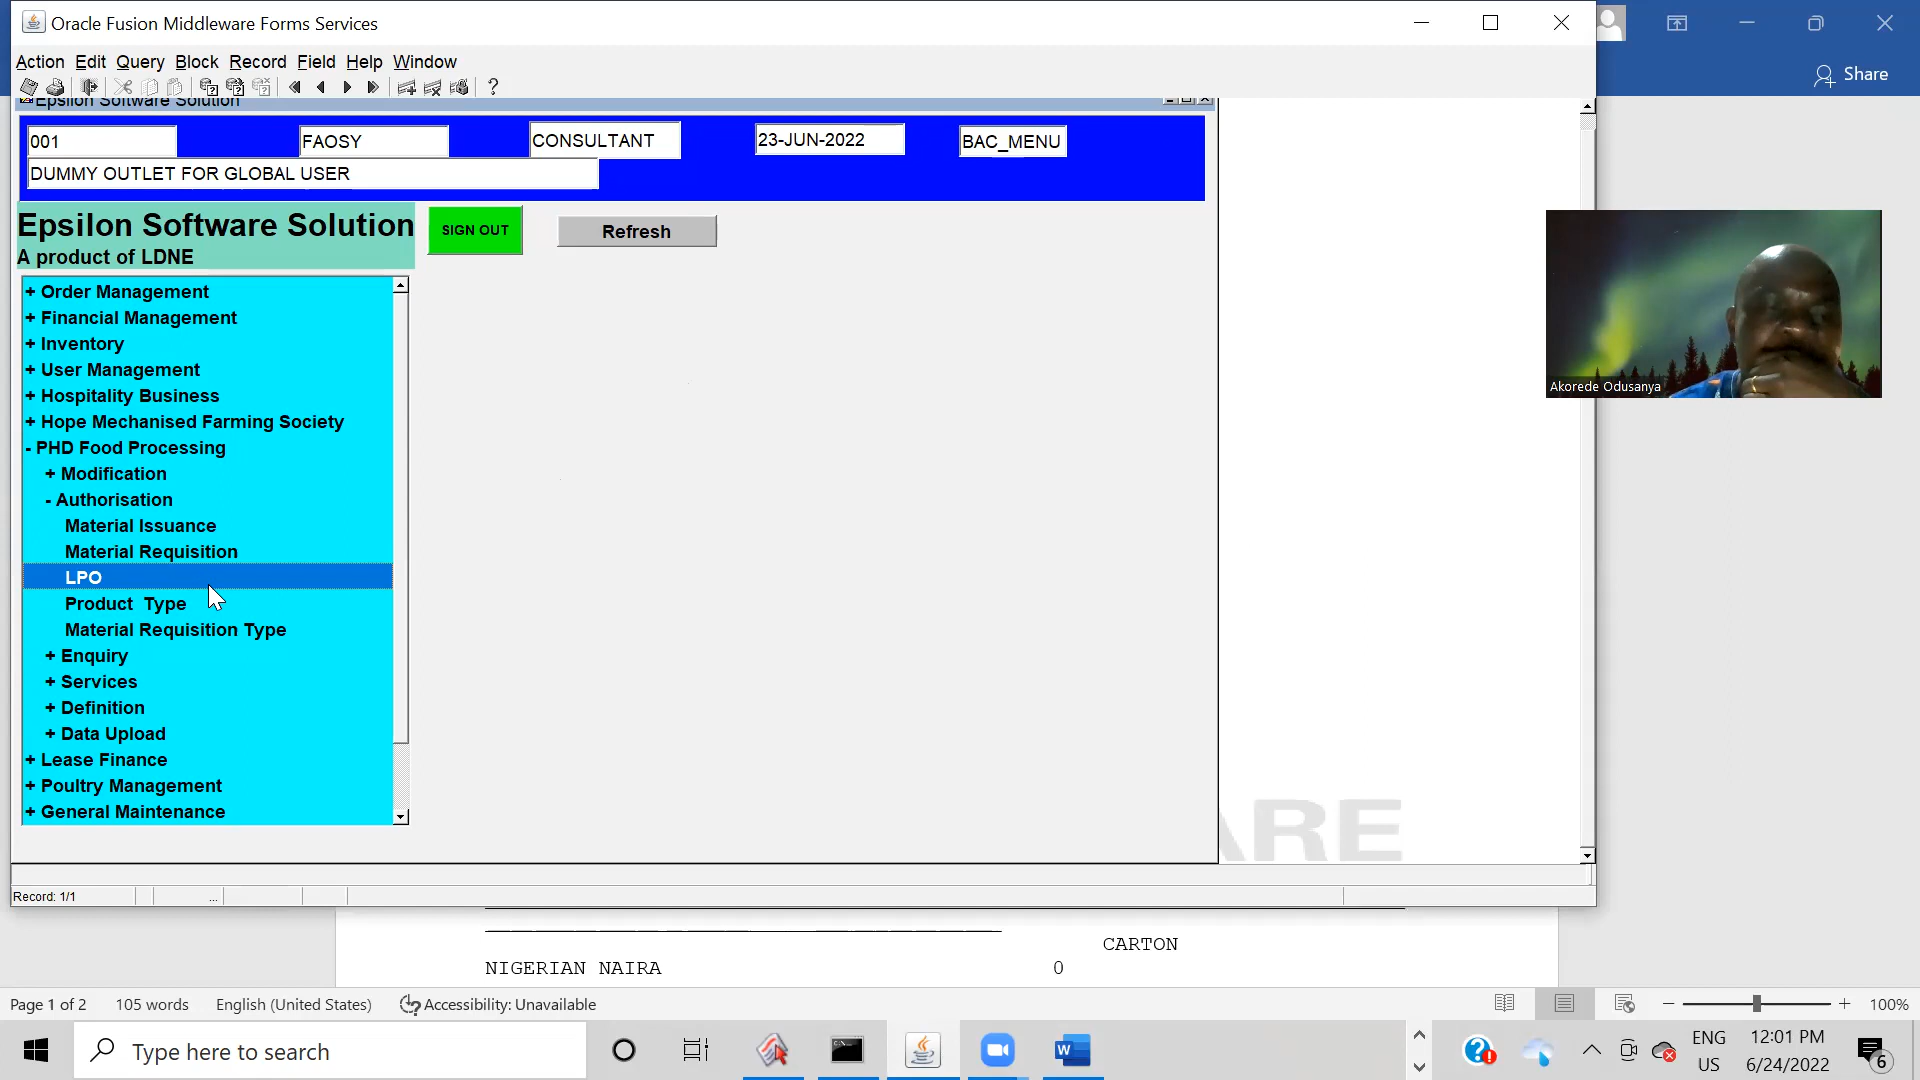 Oracle Fusion Middleware Forms Services
Share
Action Edit Query Block Record Field Help Window
Epsilon Software Solution
001 FAOSY CONSULTANT 23-JUN-2022 BAC_MENU
DUMMY OUTLET FOR GLOBAL USER
Epsilon Software Solution
A product of LDNE
SIGN OUT
Refresh
+ Order Management
+ Financial Management
+ Inventory
+ User Management
+ Hospitality Business
+ Hope Mechanised Farming Society
- PHD Food Processing
+ Modification
- Authorisation
Material Issuance
Material Requisition
LPO
Product Type
Material Requisition Type
+ Enquiry
+ Services
+ Definition
+ Data Upload
+ Lease Finance
+ Poultry Management
+ General Maintenance
Akorede Odusanya
ARE
Record: 1/1
...
CARTON
NIGERIAN NAIRA 0
Page 1 of 2 105 words English (United States) Accessibility: Unavailable 100%
Type here to search
ENG
US
12:01 PM
6/24/2022
6